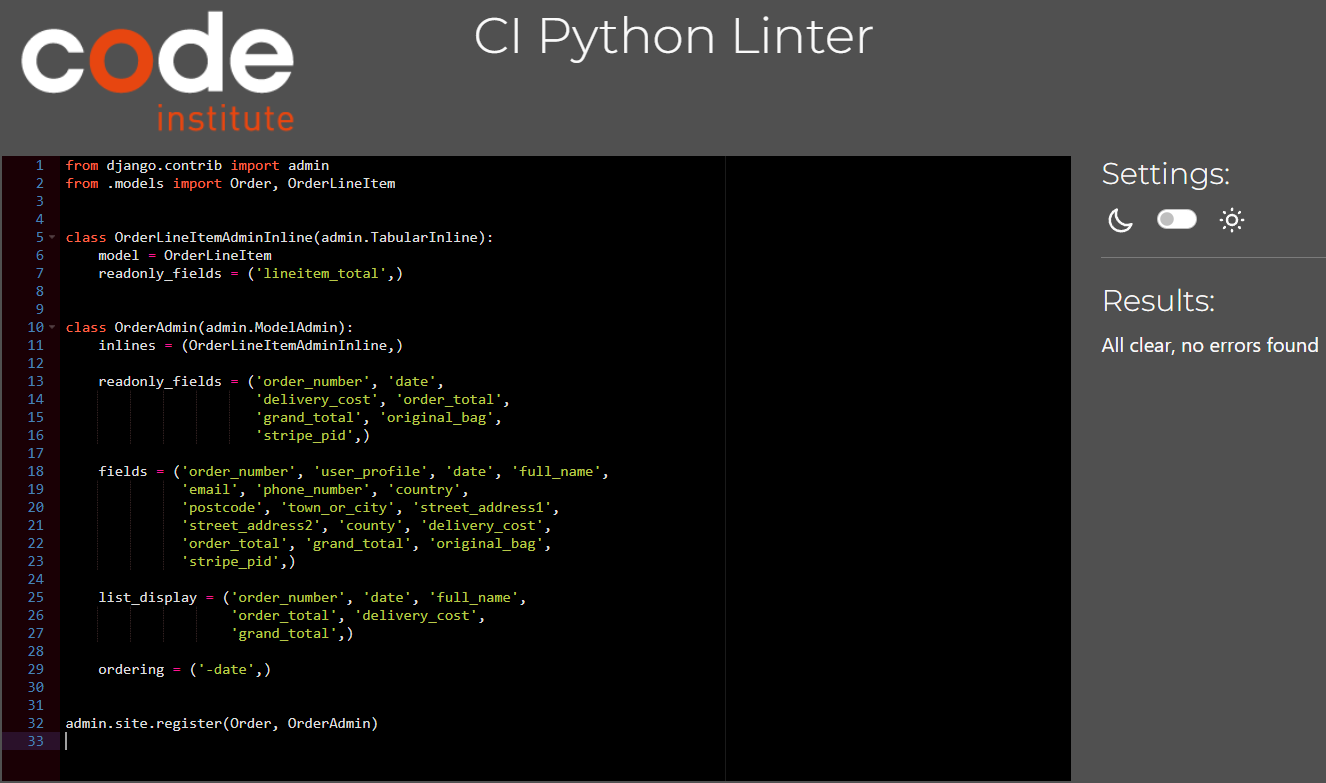 code
institute
CI Python Linter
1 from django.contrib import admin
2 from .models import Order, OrderLineItem
3
4
5 class OrderLineItemAdminInline(admin.TabularInline):
6     model = OrderLineItem
7     readonly_fields = ('lineitem_total',)
8
9
10 class OrderAdmin(admin.ModelAdmin):
11     inlines = (OrderLineItemAdminInline,)
12
13     readonly_fields = ('order_number', 'date',
14                        'delivery_cost', 'order_total',
15                        'grand_total', 'original_bag',
16                        'stripe_pid',)
17
18     fields = ('order_number', 'user_profile', 'date', 'full_name',
19               'email', 'phone_number', 'country',
20               'postcode', 'town_or_city', 'street_address1',
21               'street_address2', 'county', 'delivery_cost',
22               'order_total', 'grand_total', 'original_bag',
23               'stripe_pid',)
24
25     list_display = ('order_number', 'date', 'full_name',
26                     'order_total', 'delivery_cost',
27                     'grand_total',)
28
29     ordering = ('-date',)
30
31
32 admin.site.register(Order, OrderAdmin)
33
Settings:
Results:
All clear, no errors found